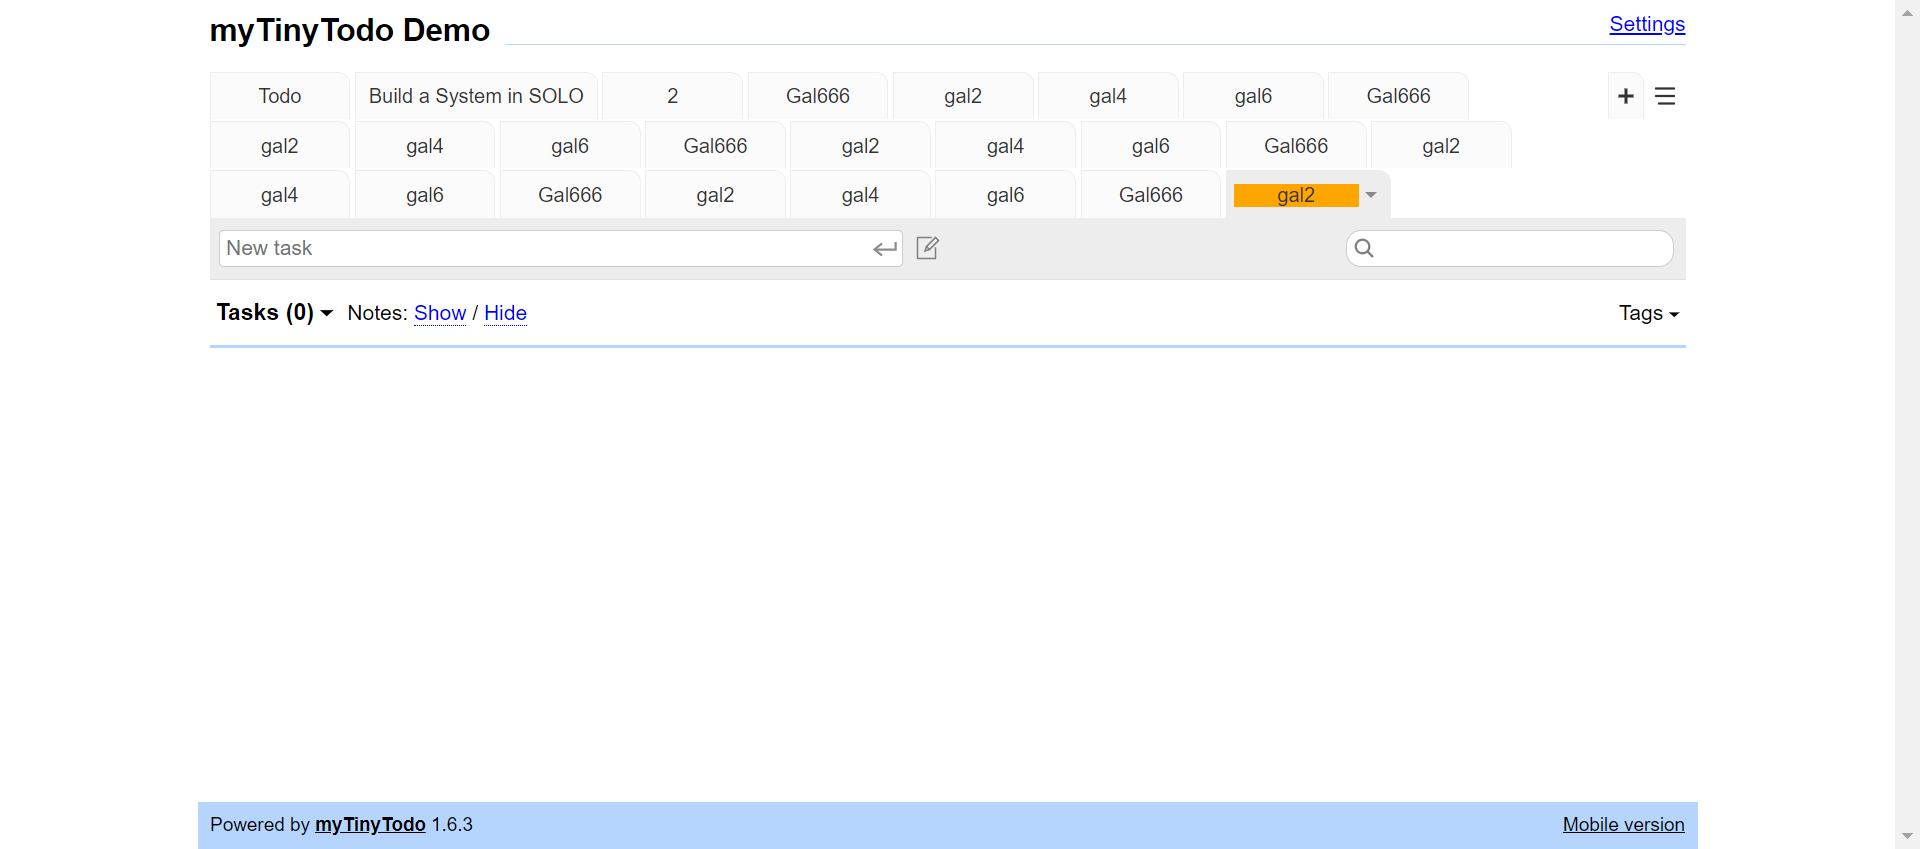 myTinyTodo Demo Settings
Todo Build a System in SOLO 2 Gal666 gal2 gal4 gal6 Gal666
gal2 gal4 gal6 Gal666 gal2 gal4 gal6 Gal666 gal2
gal4 gal6 Gal666 gal2 gal4 gal6 Gal666 gal2
New task
Tasks (0) Notes: Show / Hide Tags
Powered by myTinyTodo 1.6.3 Mobile version